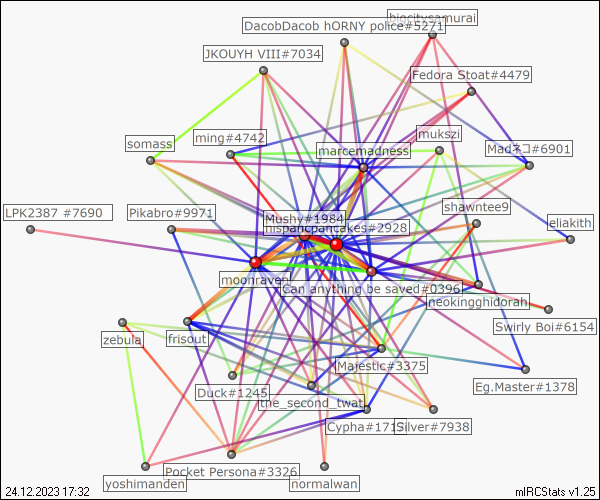 bigcitysamurai
DacobDacob hORNY police#5271
JKOUYH VIII#7034
Fedora Stoat#4479
mukszi
ming#4742
somass
marcemadness
Madネコ#6901
LPK2387 #7690
Pikabro#9971
Mushy#1984
shawntee9
hispanicpancakes#2928
eliakith
moonraven
Can anything be saved#0396
neokingghidorah
Swirly Boi#6154
zebula
frisout
Majestic#3375
Duck#1245
the_second_twat
Eg.Master#1378
Cypha#171
Silver#7938
Pocket Persona#3326
yoshimanden
normalwan
24.12.2023 17:32
mIRCStats v1.25